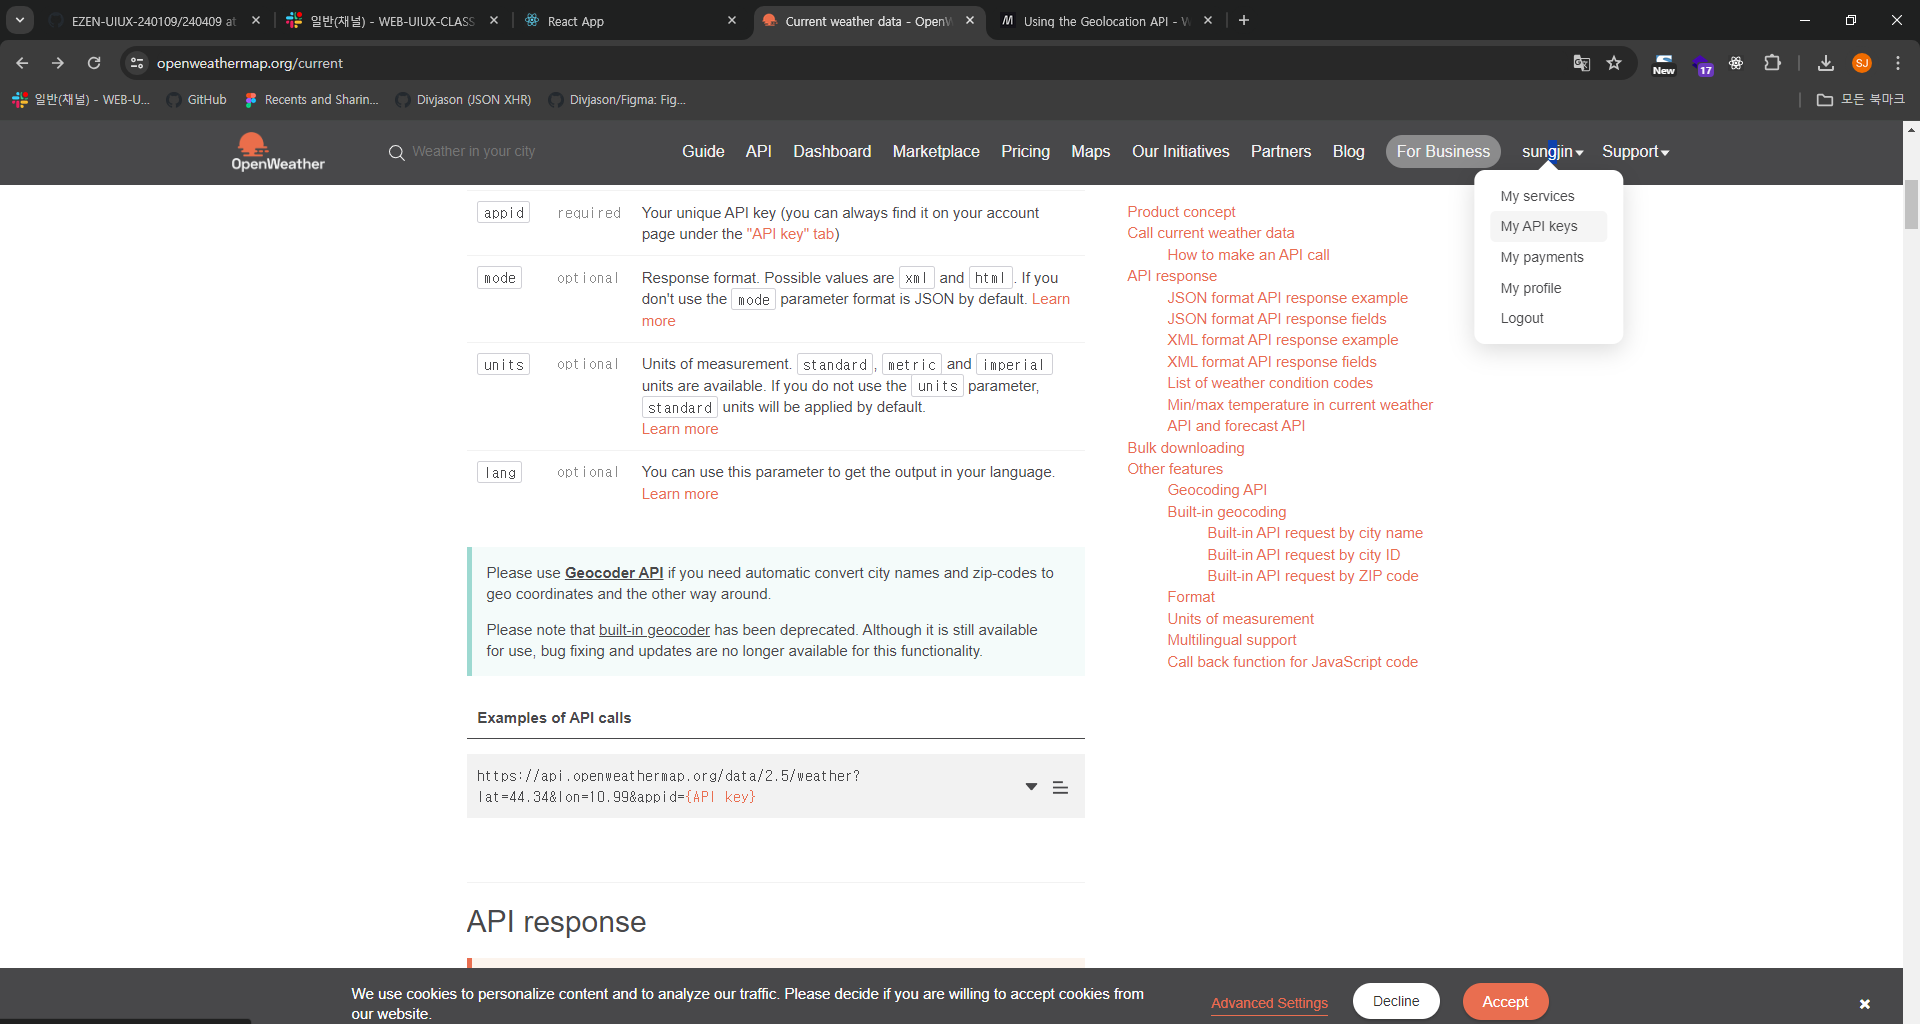 EZEN-UIUX-240109/240409 at
일반(채널) - WEB-UIUX-CLASS
React App
Current weather data - OpenW
Using the Geolocation API - W
openweathermap.org/current
New
17
SJ
일반(채널) - WEB-U...
GitHub
Recents and Sharin...
Divjason (JSON XHR)
Divjason/Figma: Fig...
모든 북마크
OpenWeather
Weather in your city
Guide
API
Dashboard
Marketplace
Pricing
Maps
Our Initiatives
Partners
Blog
For Business
sungjin
Support
My services
My API keys
My payments
My profile
Logout
appid
required
Your unique API key (you can always find it on your account
page under the "API key" tab)
mode
optional
Response format. Possible values are xml and html. If you
don't use the mode parameter format is JSON by default. Learn
more
units
optional
Units of measurement. standard, metric and imperial
units are available. If you do not use the units parameter,
standard units will be applied by default.
Learn more
lang
optional
You can use this parameter to get the output in your language.
Learn more
Please use Geocoder API if you need automatic convert city names and zip-codes to
geo coordinates and the other way around.
Please note that built-in geocoder has been deprecated. Although it is still available
for use, bug fixing and updates are no longer available for this functionality.
Examples of API calls
https://api.openweathermap.org/data/2.5/weather?
lat=44.34&lon=10.99&appid={API key}
API response
Product concept
Call current weather data
How to make an API call
API response
JSON format API response example
JSON format API response fields
XML format API response example
XML format API response fields
List of weather condition codes
Min/max temperature in current weather
API and forecast API
Bulk downloading
Other features
Geocoding API
Built-in geocoding
Built-in API request by city name
Built-in API request by city ID
Built-in API request by ZIP code
Format
Units of measurement
Multilingual support
Call back function for JavaScript code
We use cookies to personalize content and to analyze our traffic. Please decide if you are willing to accept cookies from
our website.
Advanced Settings
Decline
Accept